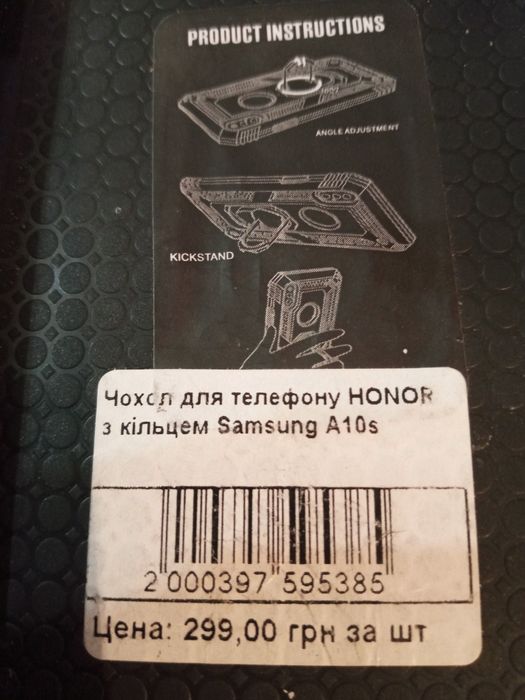 PRODUCT INSTRUCTIONS
ANGLE ADJUSTMENT
KICKSTAND
Чохол для телефону HONOR
з кільцем Samsung A10s
2 000397 595385
Цена: 299,00 грн за шт